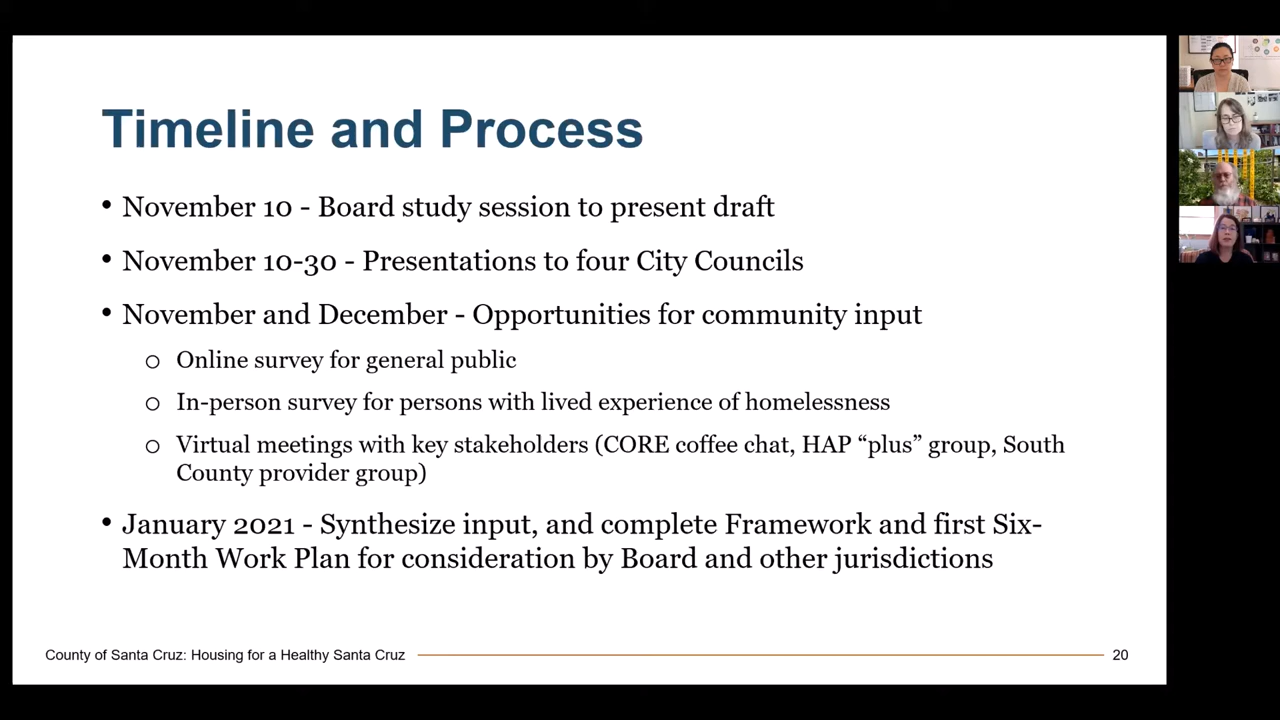 Timeline and Process
• November 10 - Board study session to present draft
• November 10-30 - Presentations to four City Councils
• November and December - Opportunities for community input
o Online survey for general public
o In-person survey for persons with lived experience of homelessness
o Virtual meetings with key stakeholders (CORE coffee chat, HAP “plus” group, South
County provider group)
• January 2021 - Synthesize input, and complete Framework and first Six-
Month Work Plan for consideration by Board and other jurisdictions
County of Santa Cruz: Housing for a Healthy Santa Cruz
20